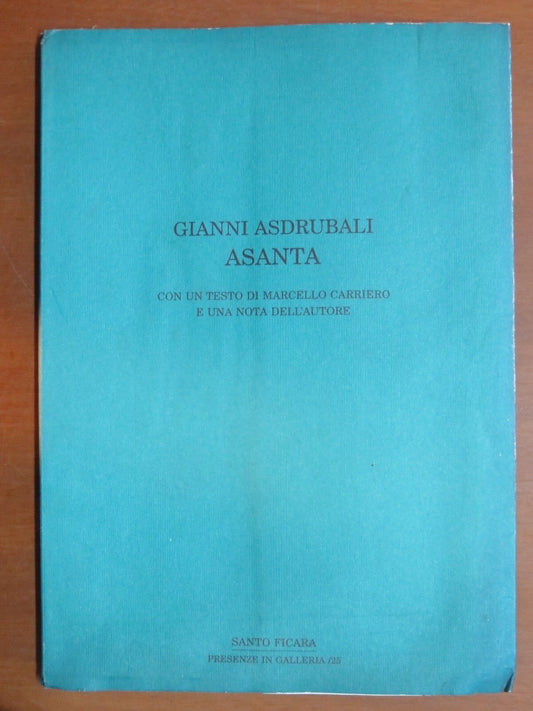 GIANNI ASDRUBALI
ASANTA
CON UN TESTO DI MARCELLO CARRIERO
E UNA NOTA DELL'AUTORE
SANTO FICARA
PRESENZE IN GALLERIA /25